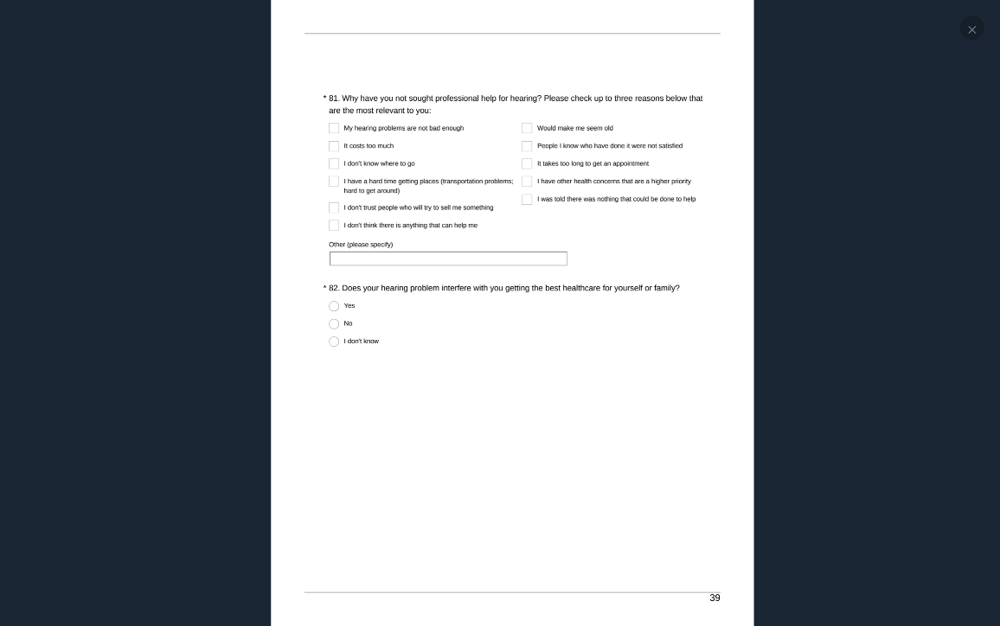 * 81. Why have you not sought professional help for hearing? Please check up to three reasons below that
are the most relevant to you:
My hearing problems are not bad enough
It costs too much
I don't know where to go
I have a hard time getting places (transportation problems;
hard to get around)
I don't trust people who will try to sell me something
I don't think there is anything that can help me
Would make me seem old
People I know who have done it were not satisfied
It takes too long to get an appointment
I have other health concerns that are a higher priority
I was told there was nothing that could be done to help
Other (please specify)
* 82. Does your hearing problem interfere with you getting the best healthcare for yourself or family?
Yes
No
I don't know
39